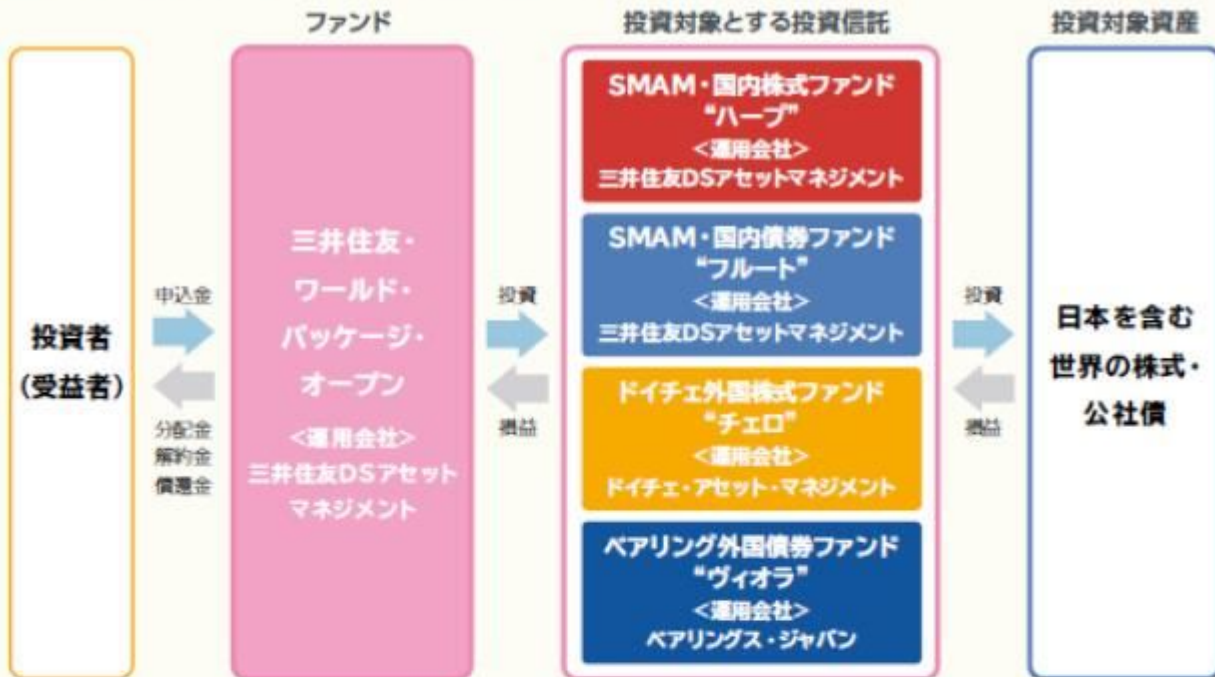 ファンド
投資対象とする投資信託
投資対象資産
投資者
(受益者)
申込金
分配金
解約金
償還金
三井住友・
ワールド・
パッケージ・
オープン
<運用会社>
三井住友DSアセット
マネジメント
投資
損益
SMAM・国内株式ファンド
“ハープ”
<運用会社>
三井住友DSアセットマネジメント
SMAM・国内債券ファンド
“フルート”
<運用会社>
三井住友DSアセットマネジメント
ドイチェ外国株式ファンド
“チェロ”
<運用会社>
ドイチェ・アセット・マネジメント
ベアリング外国債券ファンド
“ヴィオラ”
<運用会社>
ベアリングス・ジャパン
投資
損益
日本を含む
世界の株式・
公社債